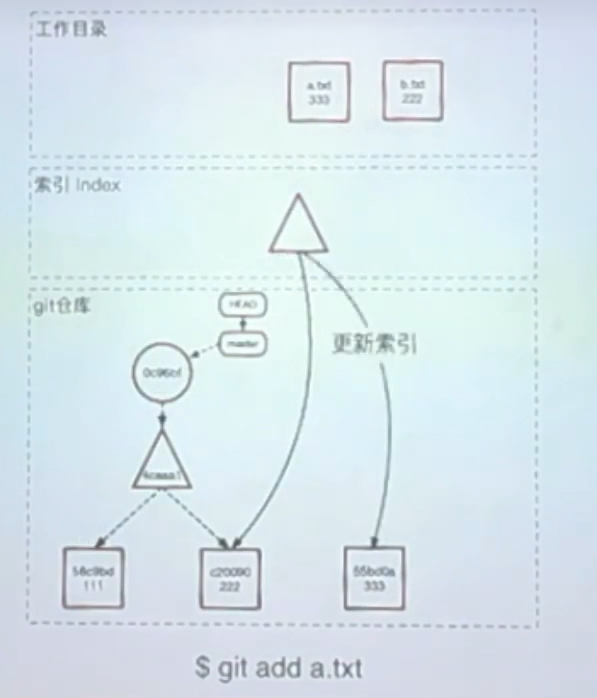 工作目录
a.txt
333
b.txt
222
索引 Index
git仓库
HEAD
master
更新索引
0c96bf
58c9bd
111
c20090
222
55bd0a
333
$ git add a.txt